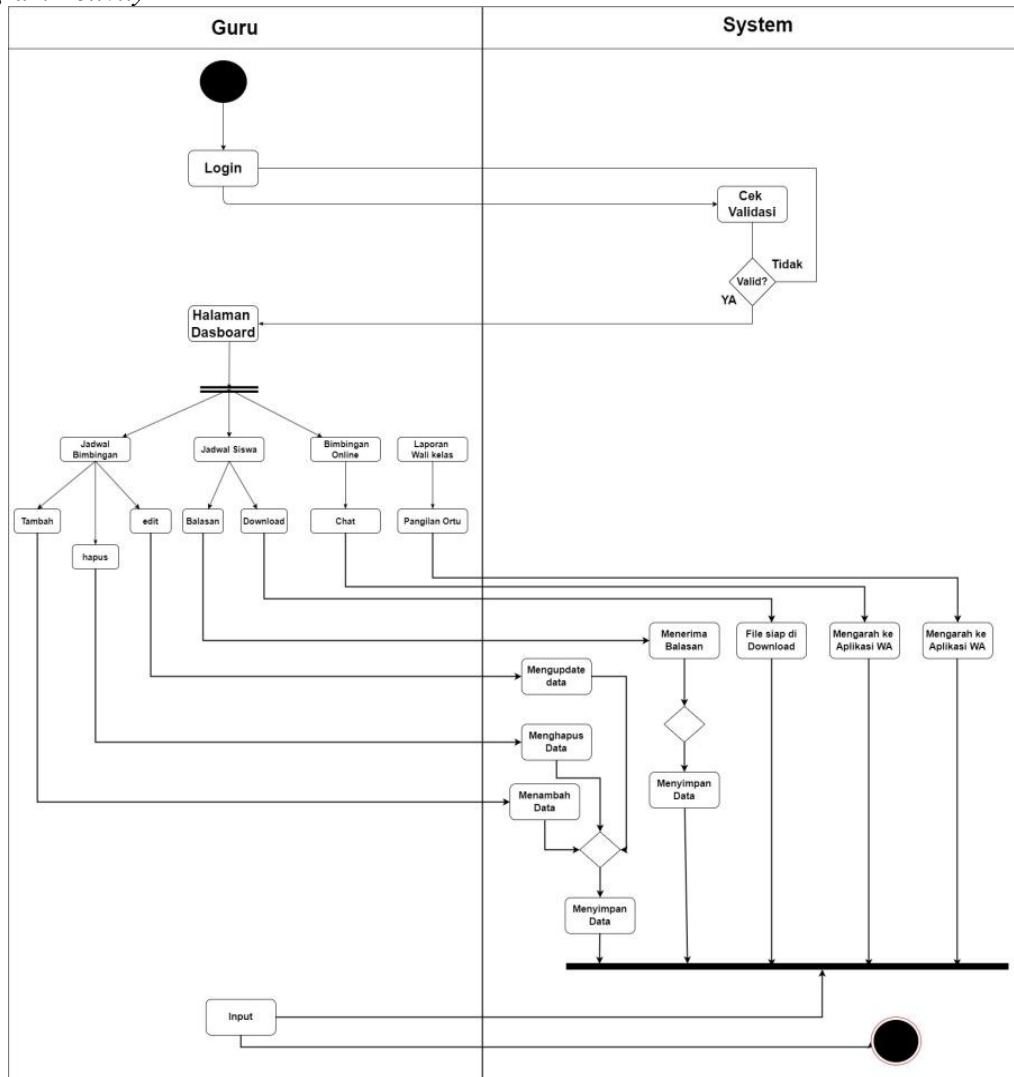 Guru
System
Login
Cek
Validasi
Tidak
Valid?
YA
Halaman
Dasboard
Jadwal
Bimbingan
Jadwal Siswa
Bimbingan
Online
Laporan
Wali kelas
Tambah
edit
Balasan
Download
Chat
Pangilan Ortu
hapus
Menerima
Balasan
File siap di
Download
Mengarah ke
Aplikasi WA
Mengarah ke
Aplikasi WA
Mengupdate
data
Menghapus
Data
Menambah
Data
Menyimpan
Data
Menyimpan
Data
Input